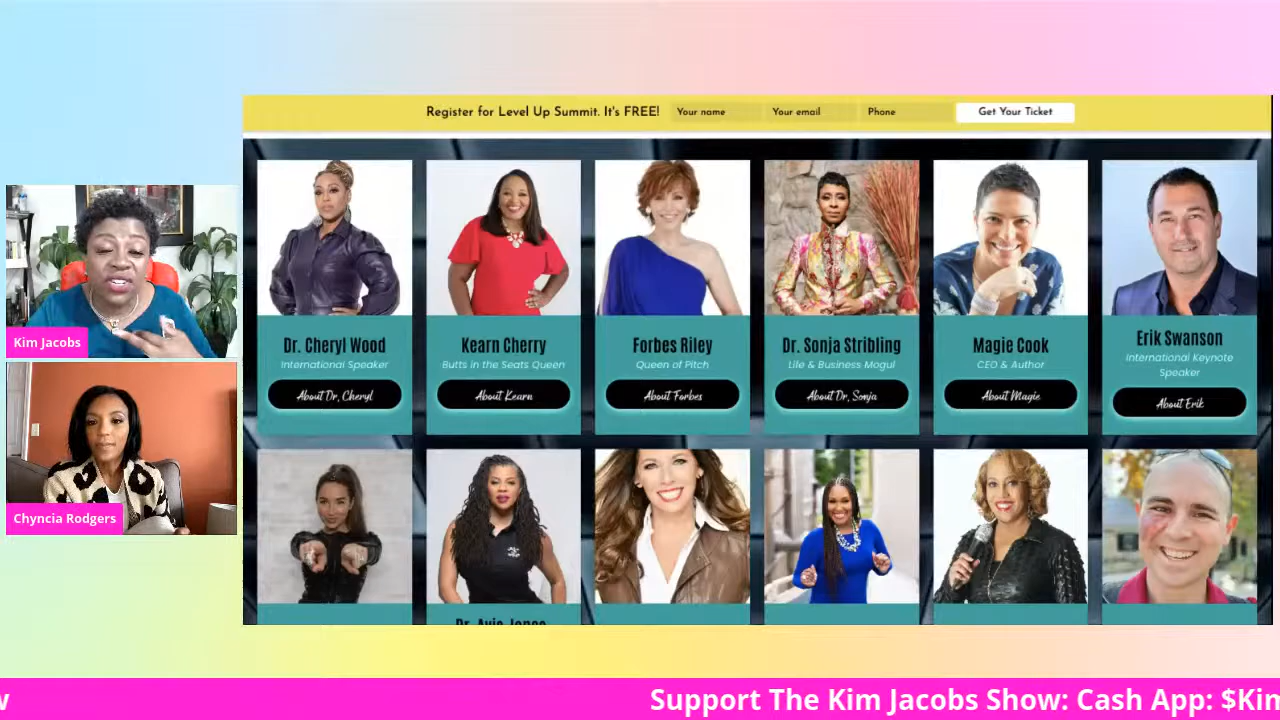 Register for Level Up Summit. It's FREE! Your name Your email Phone Get Your Ticket
Kim Jacobs
Chyncia Rodgers
Dr. Cheryl Wood
International Speaker
About Dr, Cheryl
Kearn Cherry
Butts in the Seats Queen
About Kearn
Forbes Riley
Queen of Pitch
About Forbes
Dr. Sonja Stribling
Life & Business Mogul
About Dr, Sonja
Magie Cook
CEO & Author
About Magie
Erik Swanson
International Keynote
Speaker
About Erik
Support The Kim Jacobs Show: Cash App: $Kim